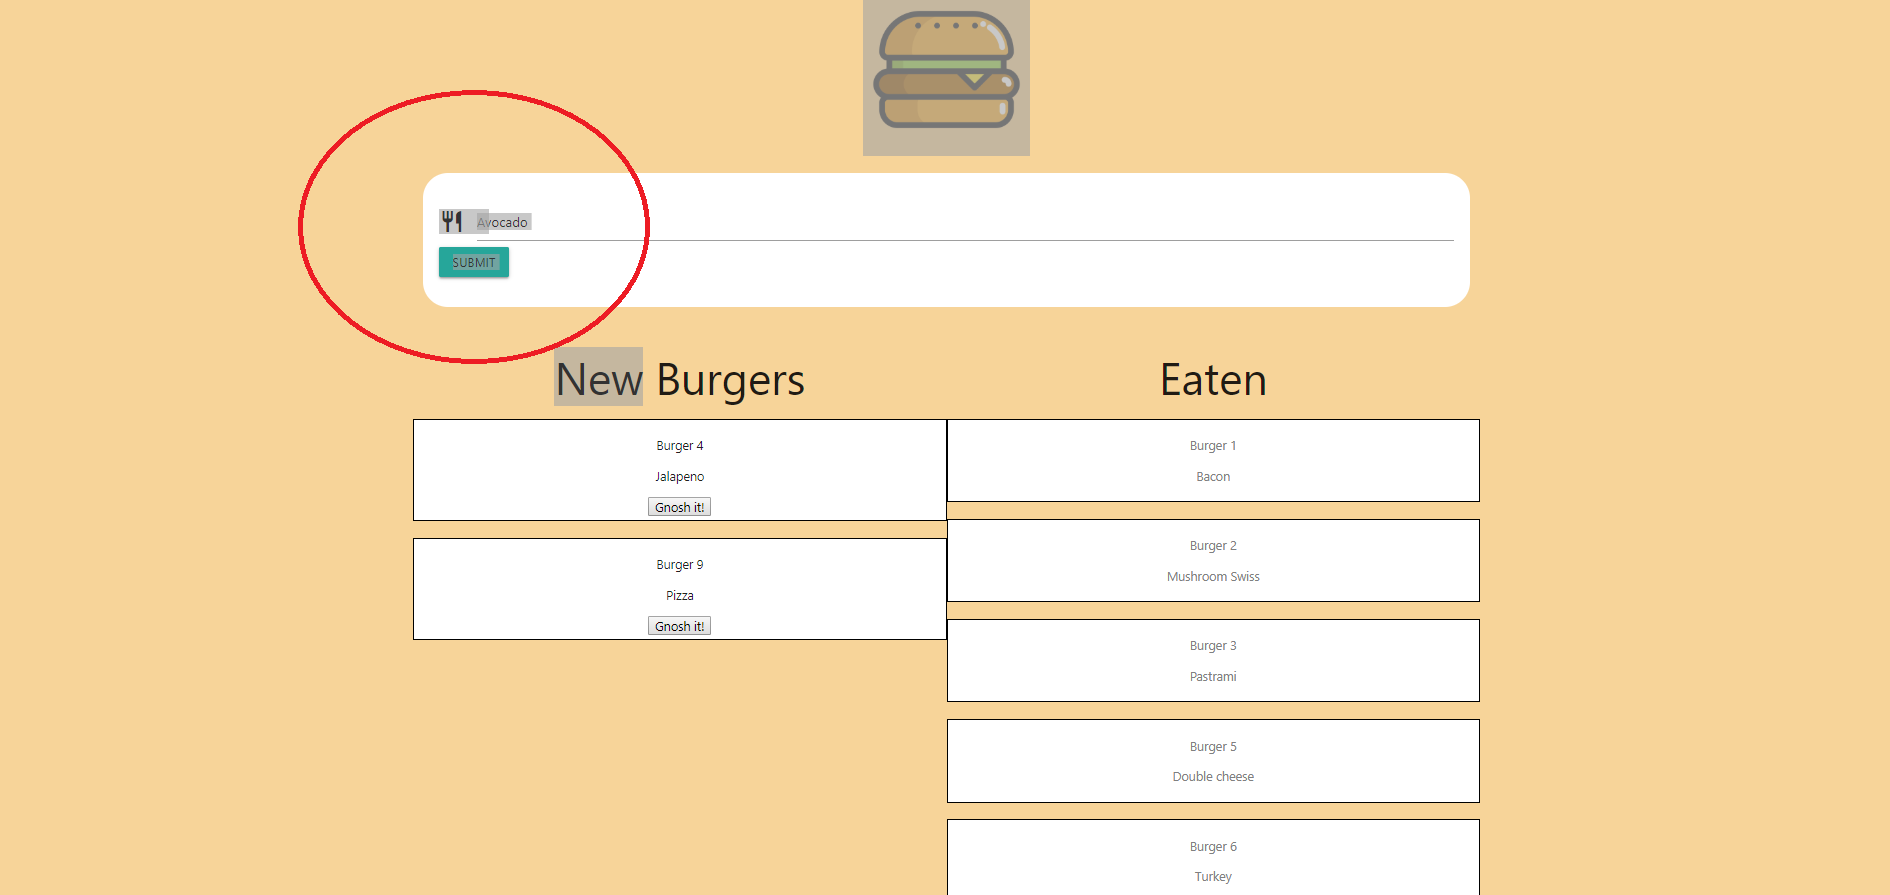 Avocado
SUBMIT
New Burgers
Burger 4
Jalapeno
Gnosh it!
Burger 9
Pizza
Gnosh it!
Eaten
Burger 1
Bacon
Burger 2
Mushroom Swiss
Burger 3
Pastrami
Burger 5
Double cheese
Burger 6
Turkey